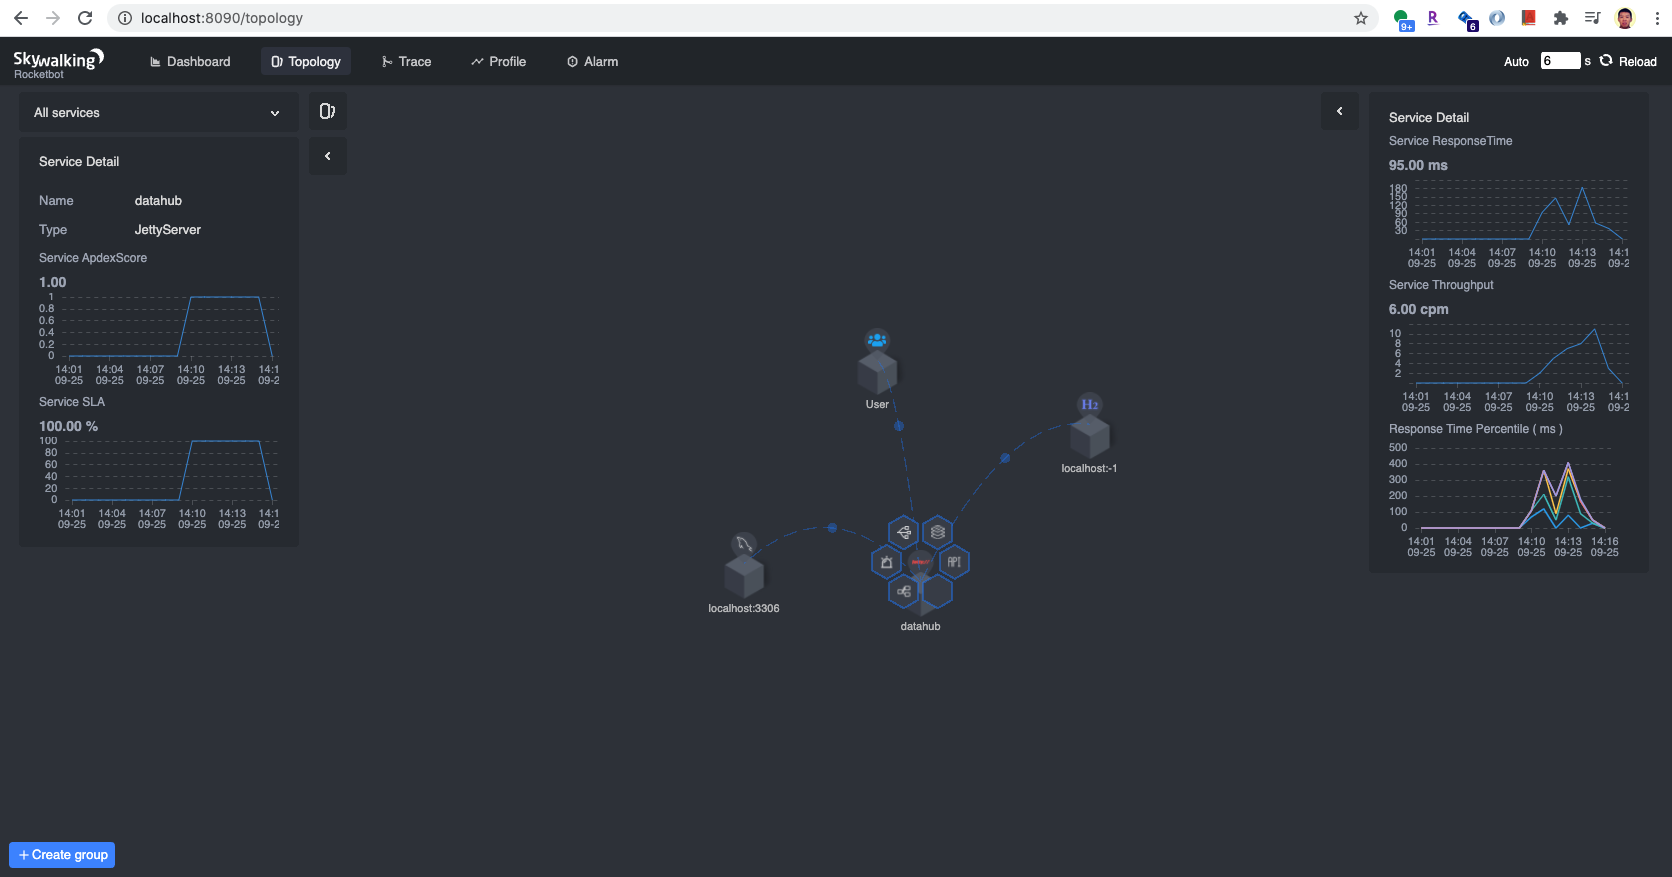 localhost:8090/topology
9+
R
6
Skywalking
Rocketbot
Dashboard
Topology
Trace
Profile
Alarm
Auto
6
s
Reload
All services
Service Detail
Name datahub
Type JettyServer
Service ApdexScore
1.00
1
0.8
0.6
0.4
0.2
0
14:01 14:04 14:07 14:10 14:13 14:1
09-25 09-25 09-25 09-25 09-25 09-2
Service SLA
100.00 %
100
80
60
40
20
0
14:01 14:04 14:07 14:10 14:13 14:1
09-25 09-25 09-25 09-25 09-25 09-2
User
H2
localhost:-1
localhost:3306
API
datahub
Service Detail
Service ResponseTime
95.00 ms
180
150
120
90
60
30
14:01 14:04 14:07 14:10 14:13 14:1
09-25 09-25 09-25 09-25 09-25 09-2
Service Throughput
6.00 cpm
10
8
6
4
2
14:01 14:04 14:07 14:10 14:13 14:1
09-25 09-25 09-25 09-25 09-25 09-2
Response Time Percentile ( ms )
500
400
300
200
100
0
14:01 14:04 14:07 14:10 14:13 14:16
09-25 09-25 09-25 09-25 09-25 09-25
+ Create group